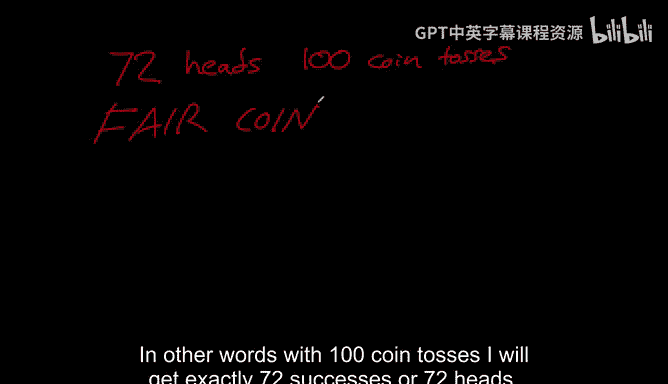 GPT中英字幕课程资源 bilibili
72 heads 100 coin tosses
FAIR COIN
In other words with 100 coin tosses I will
get exactly 72 successes or 72 heads